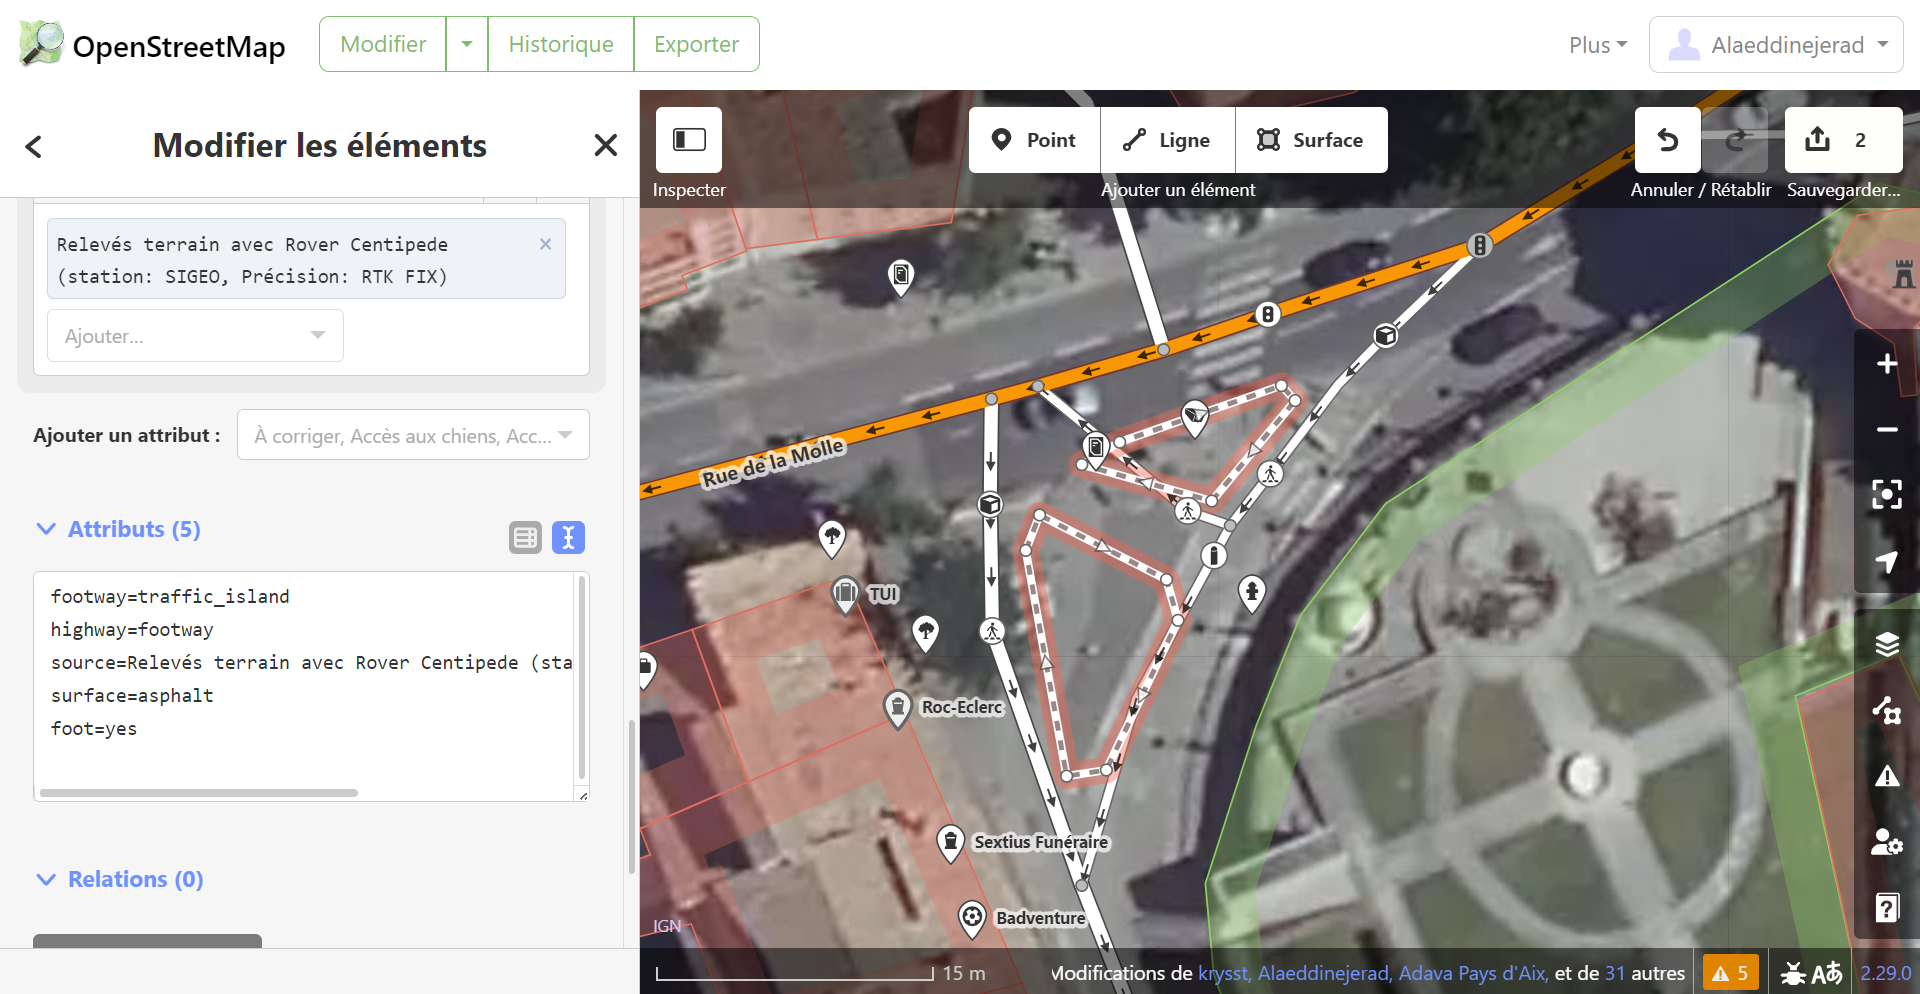 OpenStreetMap
Modifier
Historique
Exporter
Plus
Alaeddinejerad
Modifier les éléments
Relevés terrain avec Rover Centipede
(station: SIGEO, Précision: RTK FIX)
Ajouter...
Ajouter un attribut :
À corriger, Accès aux chiens, Acc...
Attributs (5)
footway=traffic_island
highway=footway
source=Relevés terrain avec Rover Centipede (sta
surface=asphalt
foot=yes
Relations (0)
Inspecter
Point
Ligne
Surface
Ajouter un élément
2
Annuler / Rétablir
Sauvegarder...
Rue de la Molle
TUI
Roc-Eclerc
Sextius Funéraire
Badventure
IGN
15 m
Modifications de krysst, Alaeddinejerad, Adava Pays d'Aix, et de 31 autres
5
2.29.0